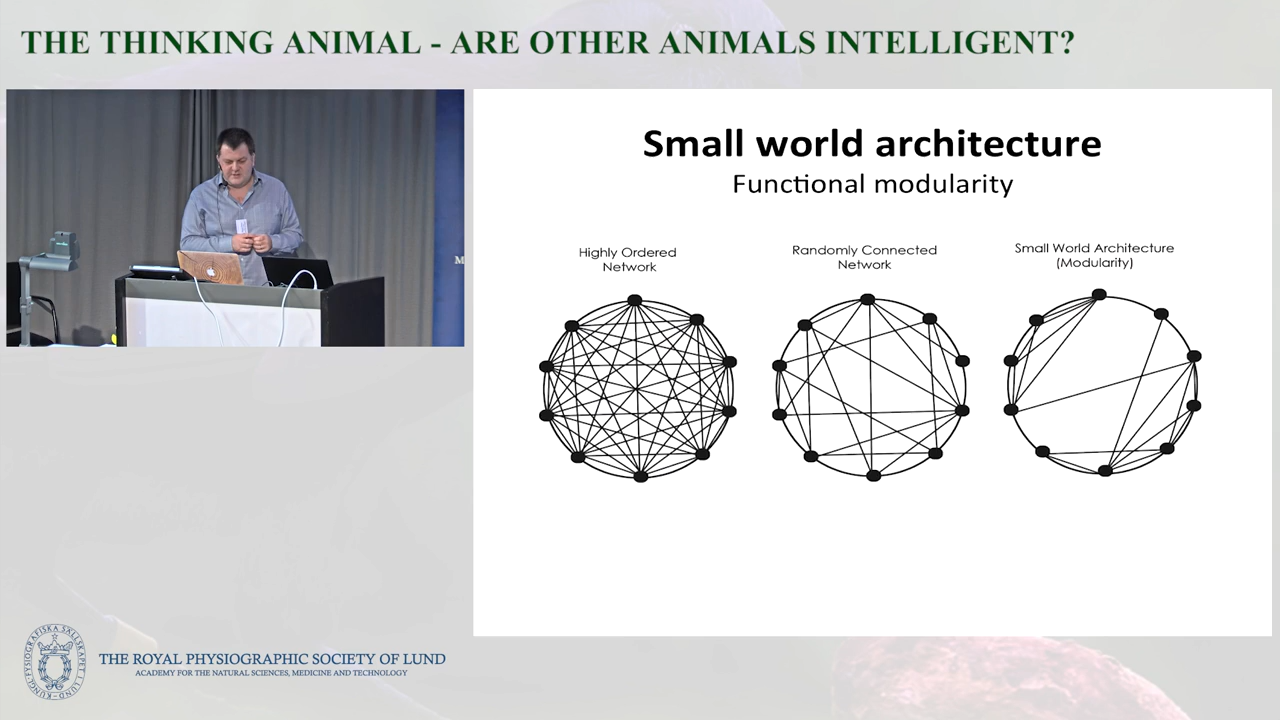 THE THINKING ANIMAL - ARE OTHER ANIMALS INTELLIGENT?
Small world architecture
Functional modularity
Highly Ordered
Network
Randomly Connected
Network
Small World Architecture
(Modularity)
M
THE ROYAL PHYSIOGRAPHIC SOCIETY OF LUND
ACADEMY FOR THE NATURAL SCIENCES, MEDICINE AND TECHNOLOGY